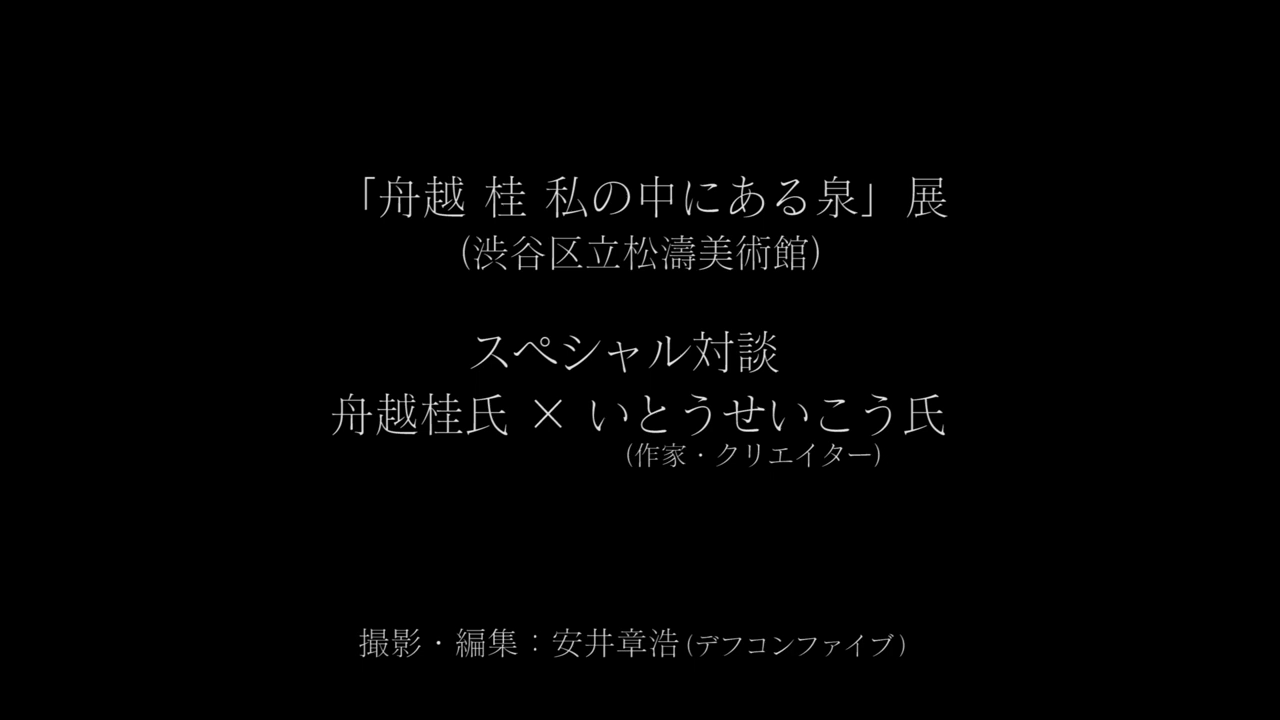 「舟越 桂 私の中にある泉」展
(渋谷区立松濤美術館)
スペシャル対談
舟越桂氏 × いとうせいこう氏
(作家・クリエイター)
撮影・編集：安井章浩(デフコンファイブ)